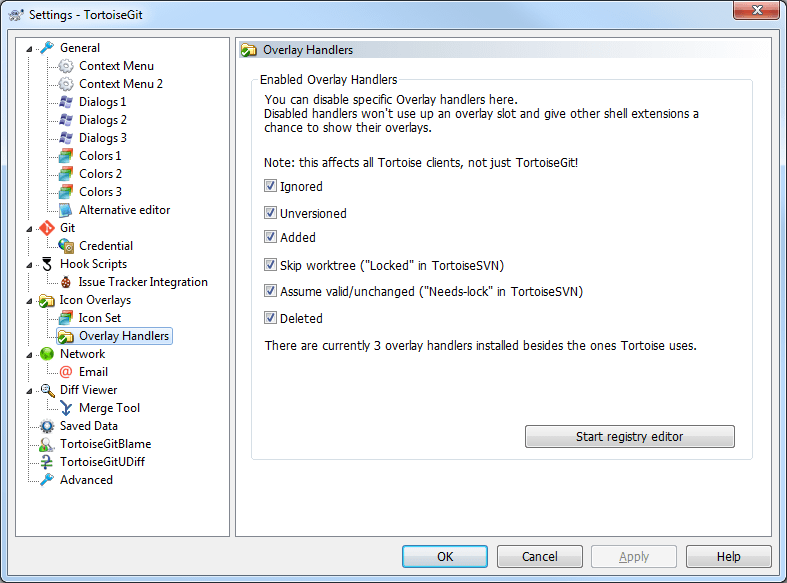 Settings - TortoiseGit
General
Context Menu
Context Menu 2
Dialogs 1
Dialogs 2
Dialogs 3
Colors 1
Colors 2
Colors 3
Alternative editor
Git
Credential
Hook Scripts
Issue Tracker Integration
Icon Overlays
Icon Set
Overlay Handlers
Network
Email
Diff Viewer
Merge Tool
Saved Data
TortoiseGitBlame
TortoiseGitUDiff
Advanced
Overlay Handlers
Enabled Overlay Handlers
You can disable specific Overlay handlers here.
Disabled handlers won't use up an overlay slot and give other shell extensions a
chance to show their overlays.
Note: this affects all Tortoise clients, not just TortoiseGit!
Ignored
Unversioned
Added
Skip worktree ("Locked" in TortoiseSVN)
Assume valid/unchanged ("Needs-lock" in TortoiseSVN)
Deleted
There are currently 3 overlay handlers installed besides the ones Tortoise uses.
Start registry editor
OK
Cancel
Apply
Help